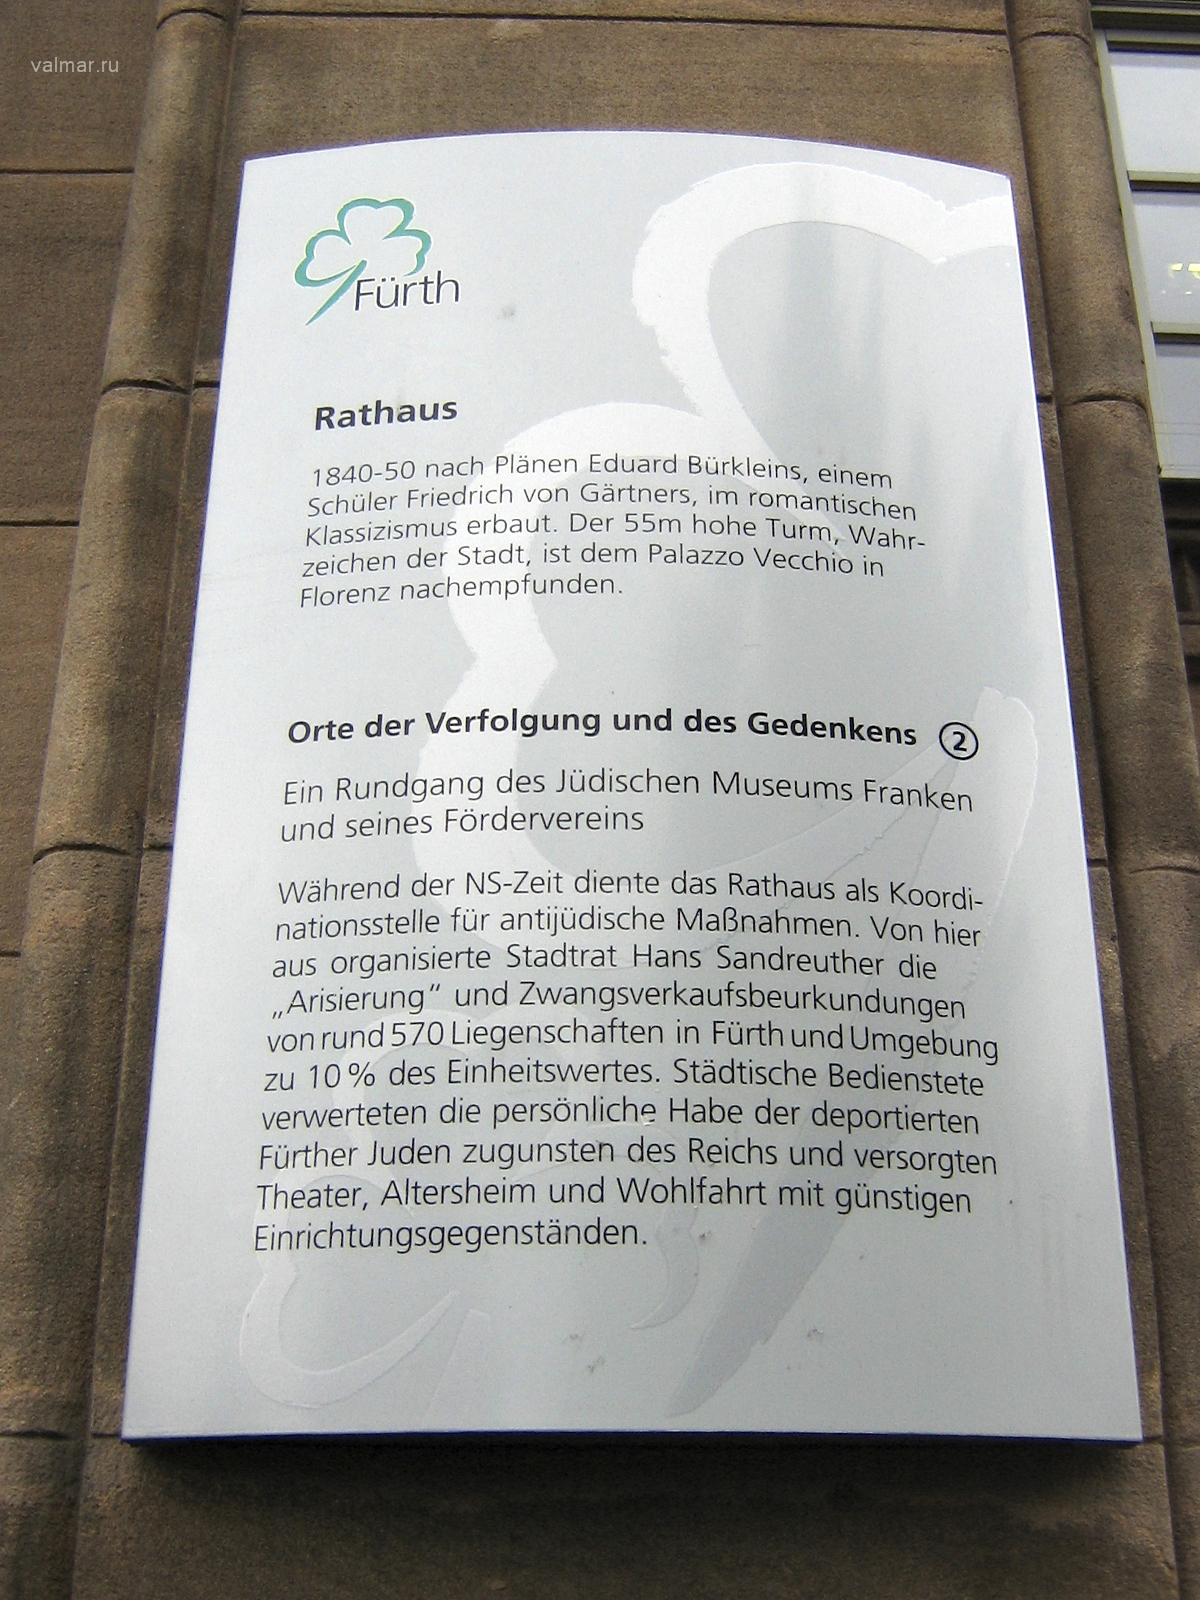 valmar.ru
Fürth
Rathaus
1840-50 nach Plänen Eduard Bürkleins, einem
Schüler Friedrich von Gärtners, im romantischen
Klassizismus erbaut. Der 55m hohe Turm, Wahr-
zeichen der Stadt, ist dem Palazzo Vecchio in
Florenz nachempfunden.
Orte der Verfolgung und des Gedenkens 2
Ein Rundgang des Jüdischen Museums Franken
und seines Fördervereins
Während der NS-Zeit diente das Rathaus als Koordi-
nationsstelle für antijüdische Maßnahmen. Von hier
aus organisierte Stadtrat Hans Sandreuther die
„Arisierung“ und Zwangsverkaufsbeurkundungen
von rund 570 Liegenschaften in Fürth und Umgebung
zu 10 % des Einheitswertes. Städtische Bedienstete
verwerteten die persönliche Habe der deportierten
Fürther Juden zugunsten des Reichs und versorgten
Theater, Altersheim und Wohlfahrt mit günstigen
Einrichtungsgegenständen.